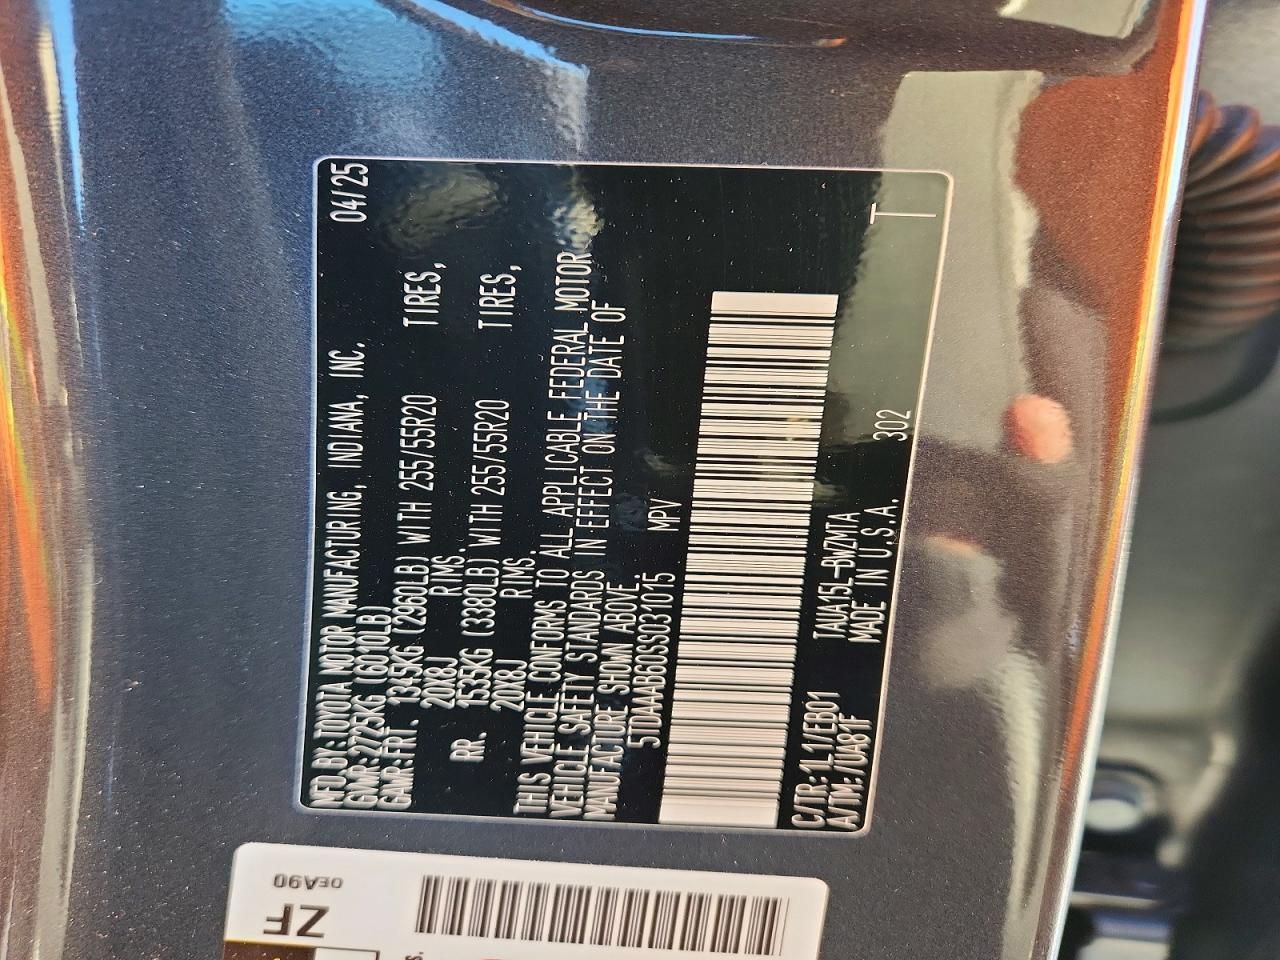 MFD.BY:TOYOTA MOTOR MANUFACTURING, INDIANA, INC. 04/25
GVWR:2725KG (6010LB)
GAWR:FR. 1345KG (2960LB) WITH 255/55R20 TIRES,
20X8J RIMS.
RR. 1535KG (3380LB) WITH 255/55R20 TIRES,
20X8J RIMS.
THIS VEHICLE CONFORMS TO ALL APPLICABLE FEDERAL MOTOR
VEHICLE SAFETY STANDARDS IN EFFECT ON THE DATE OF
MANUFACTURE SHOWN ABOVE.
5TDAAAB60SS031015 MPV
C/TR:1L1/EB01 TAUA15L-BWZMTA
A/TM:/UA81F MADE IN U.S.A. 302 T
ZF
0EA90